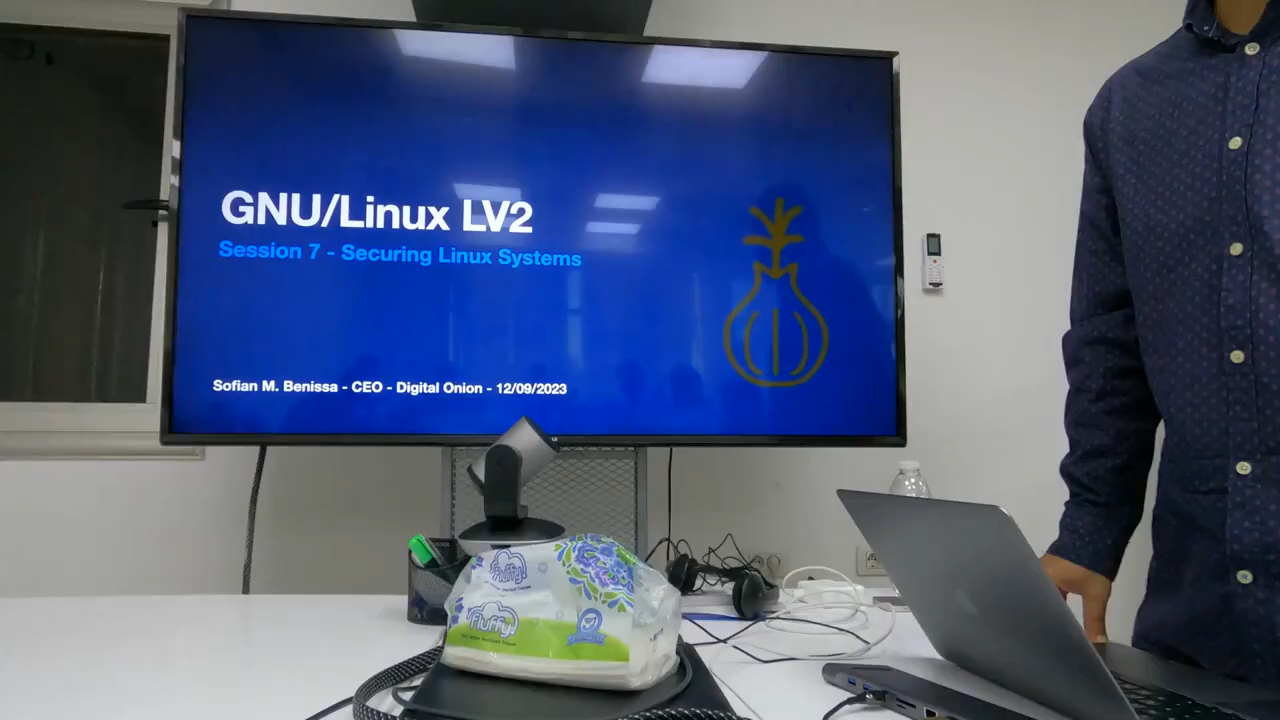 GNU/Linux LV2
Session 7 - Securing Linux Systems
Sofian M. Benissa - CEO - Digital Onion - 12/09/2023
fluffy!
fluffy!